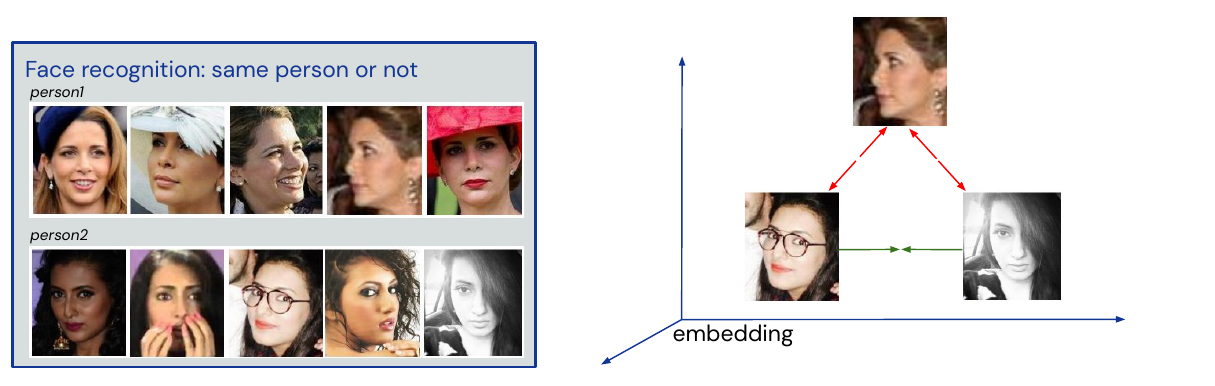 Face recognition: same person or not
person1
person2
embedding